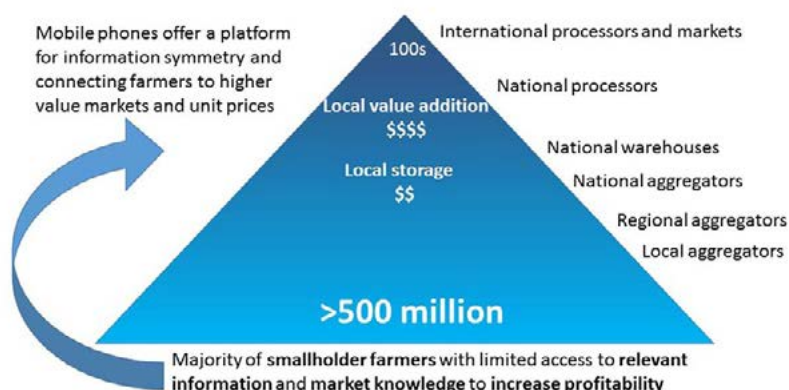 Mobile phones offer a platform
for information symmetry and
connecting farmers to higher
value markets and unit prices
100s
International processors and markets
National processors
Local value addition
$$$$
National warehouses
Local storage
$$
National aggregators
Regional aggregators
Local aggregators
>500 million
Majority of smallholder farmers with limited access to relevant
information and market knowledge to increase profitability